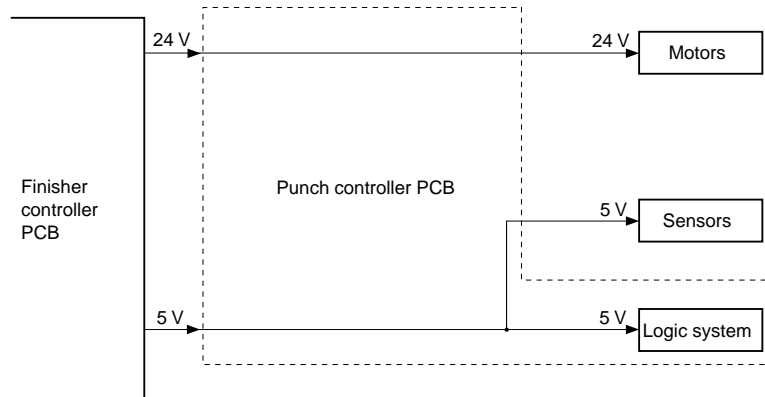 24 V
24 V
Motors
Finisher
controller
PCB
Punch controller PCB
5 V
Sensors
5 V
5 V
Logic system